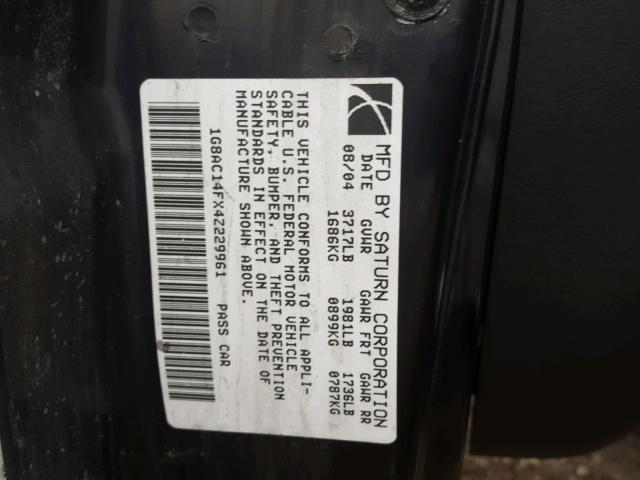 MFD BY SATURN CORPORATION
DATE GVWR GAWR FRT GAWR RR
08/04 3717LB 1981LB 1736LB
1686KG 0899KG 0787KG
THIS VEHICLE CONFORMS TO ALL APPLI-
CABLE U.S. FEDERAL MOTOR VEHICLE
SAFETY, BUMPER, AND THEFT PREVENTION
STANDARDS IN EFFECT ON THE DATE OF
MANUFACTURE SHOWN ABOVE.
1G8AC14FX4Z229961 PASS CAR